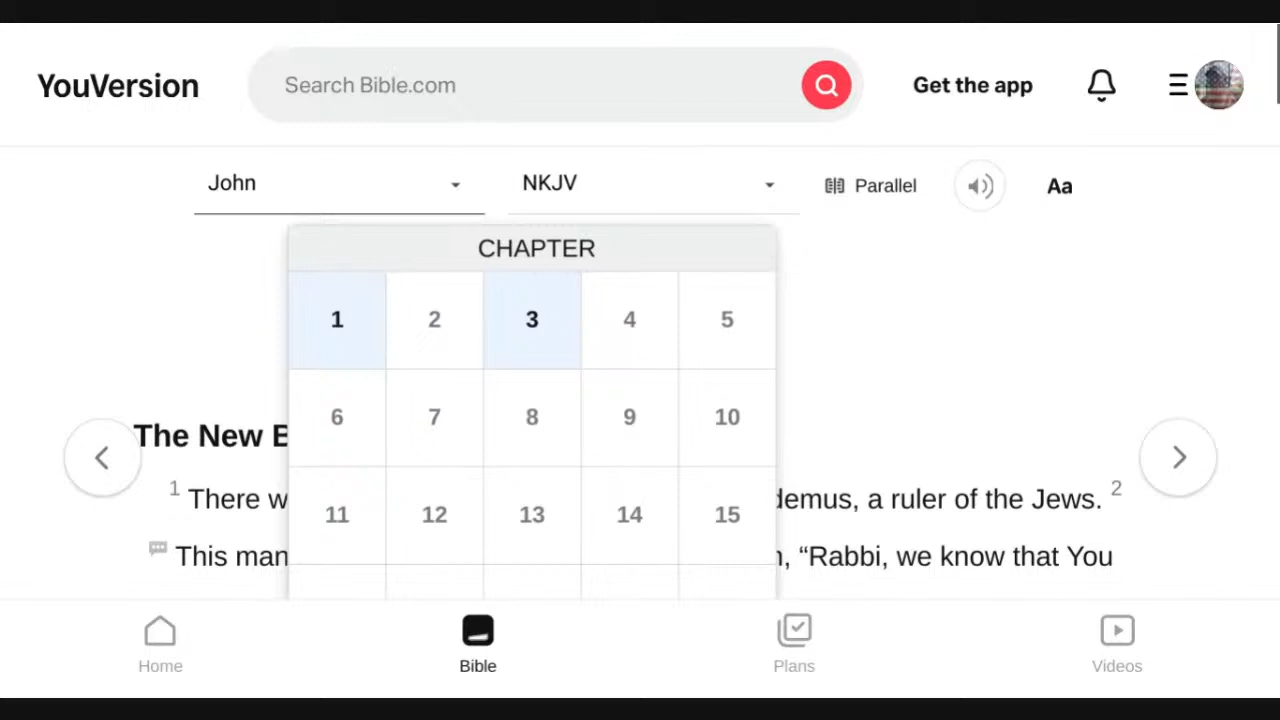 YouVersion
Search Bible.com
Get the app
John
NKJV
Parallel
Aa
CHAPTER
1 2 3 4 5
6 7 8 9 10
11 12 13 14 15
The New
1 There demus, a ruler of the Jews. 2
This man “Rabbi, we know that You
Home
Bible
Plans
Videos